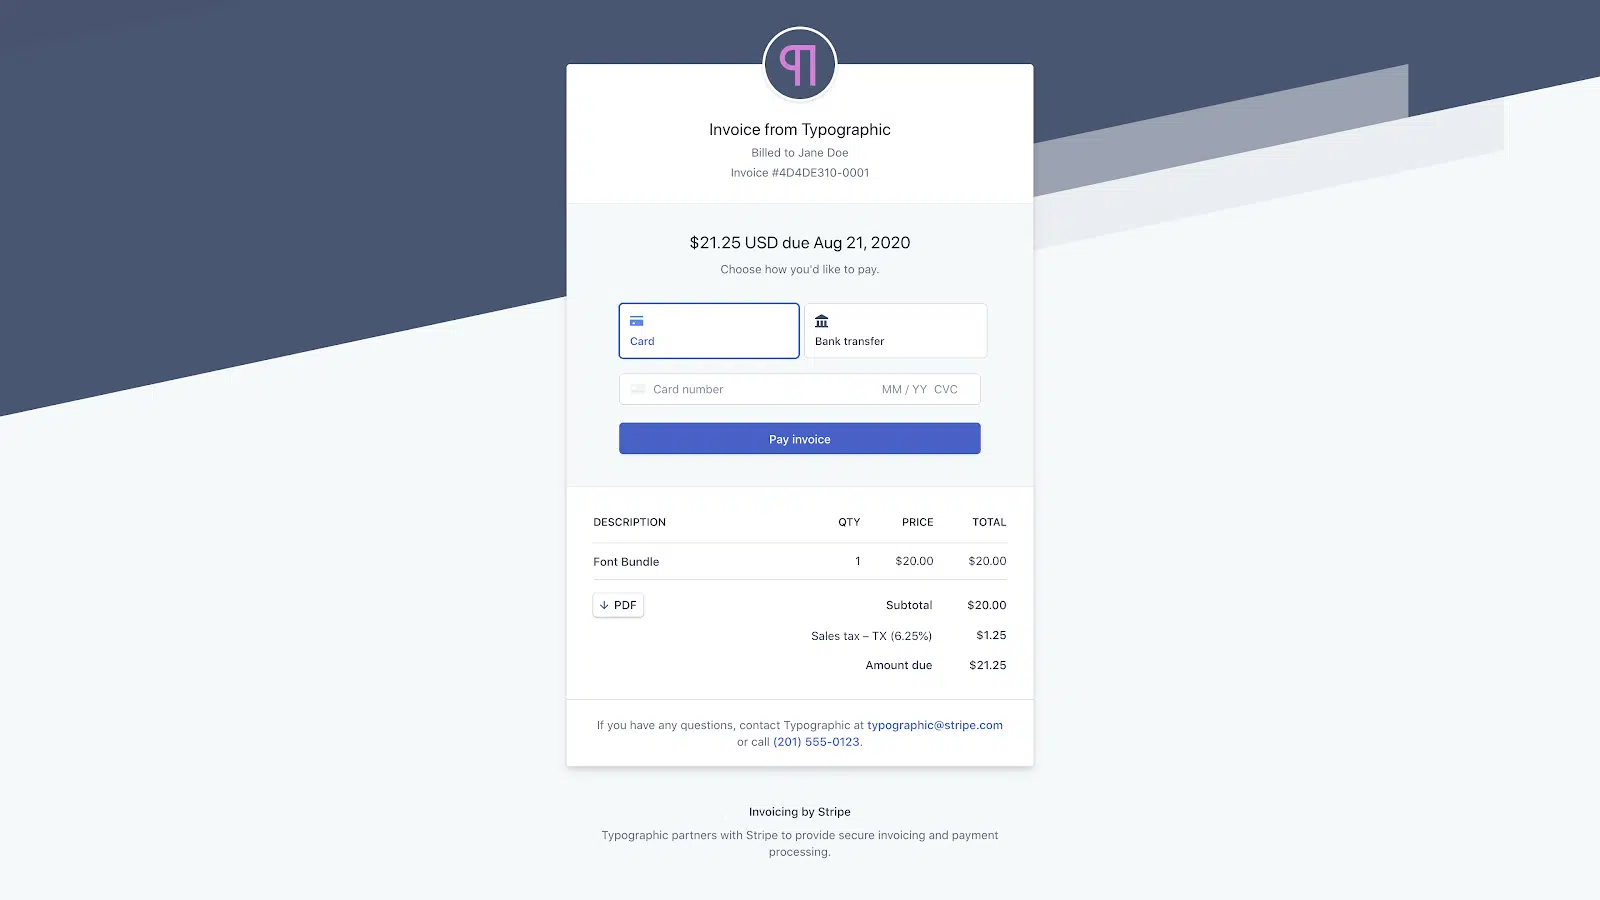 Invoice from Typographic
Billed to Jane Doe
Invoice #4D4DE310-0001
$21.25 USD due Aug 21, 2020
Choose how you'd like to pay.
Card
Bank transfer
Card number MM / YY CVC
Pay invoice
DESCRIPTION QTY PRICE TOTAL
Font Bundle 1 $20.00 $20.00
PDF Subtotal $20.00
Sales tax – TX (6.25%) $1.25
Amount due $21.25
If you have any questions, contact Typographic at typographic@stripe.com
or call (201) 555-0123.
Invoicing by Stripe
Typographic partners with Stripe to provide secure invoicing and payment
processing.